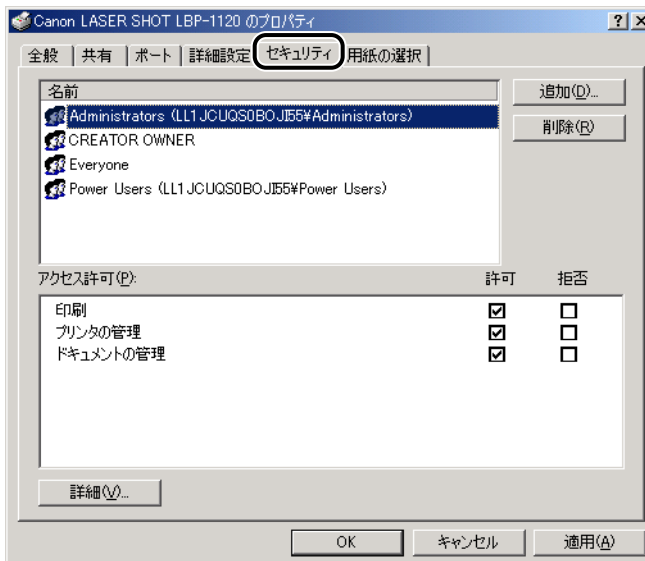 Canon LASER SHOT LBP-1120 のプロパティ
全般 共有 ポート 詳細設定 セキュリティ 用紙の選択
名前
追加(D)...
Administrators (LL1JCUQS0BOJI55¥Administrators)
削除(R)
CREATOR OWNER
Everyone
Power Users (LL1JCUQS0BOJI55¥Power Users)
アクセス許可(P): 許可 拒否
印刷
プリンタの管理
ドキュメントの管理
詳細(V)...
OK キャンセル 適用(A)